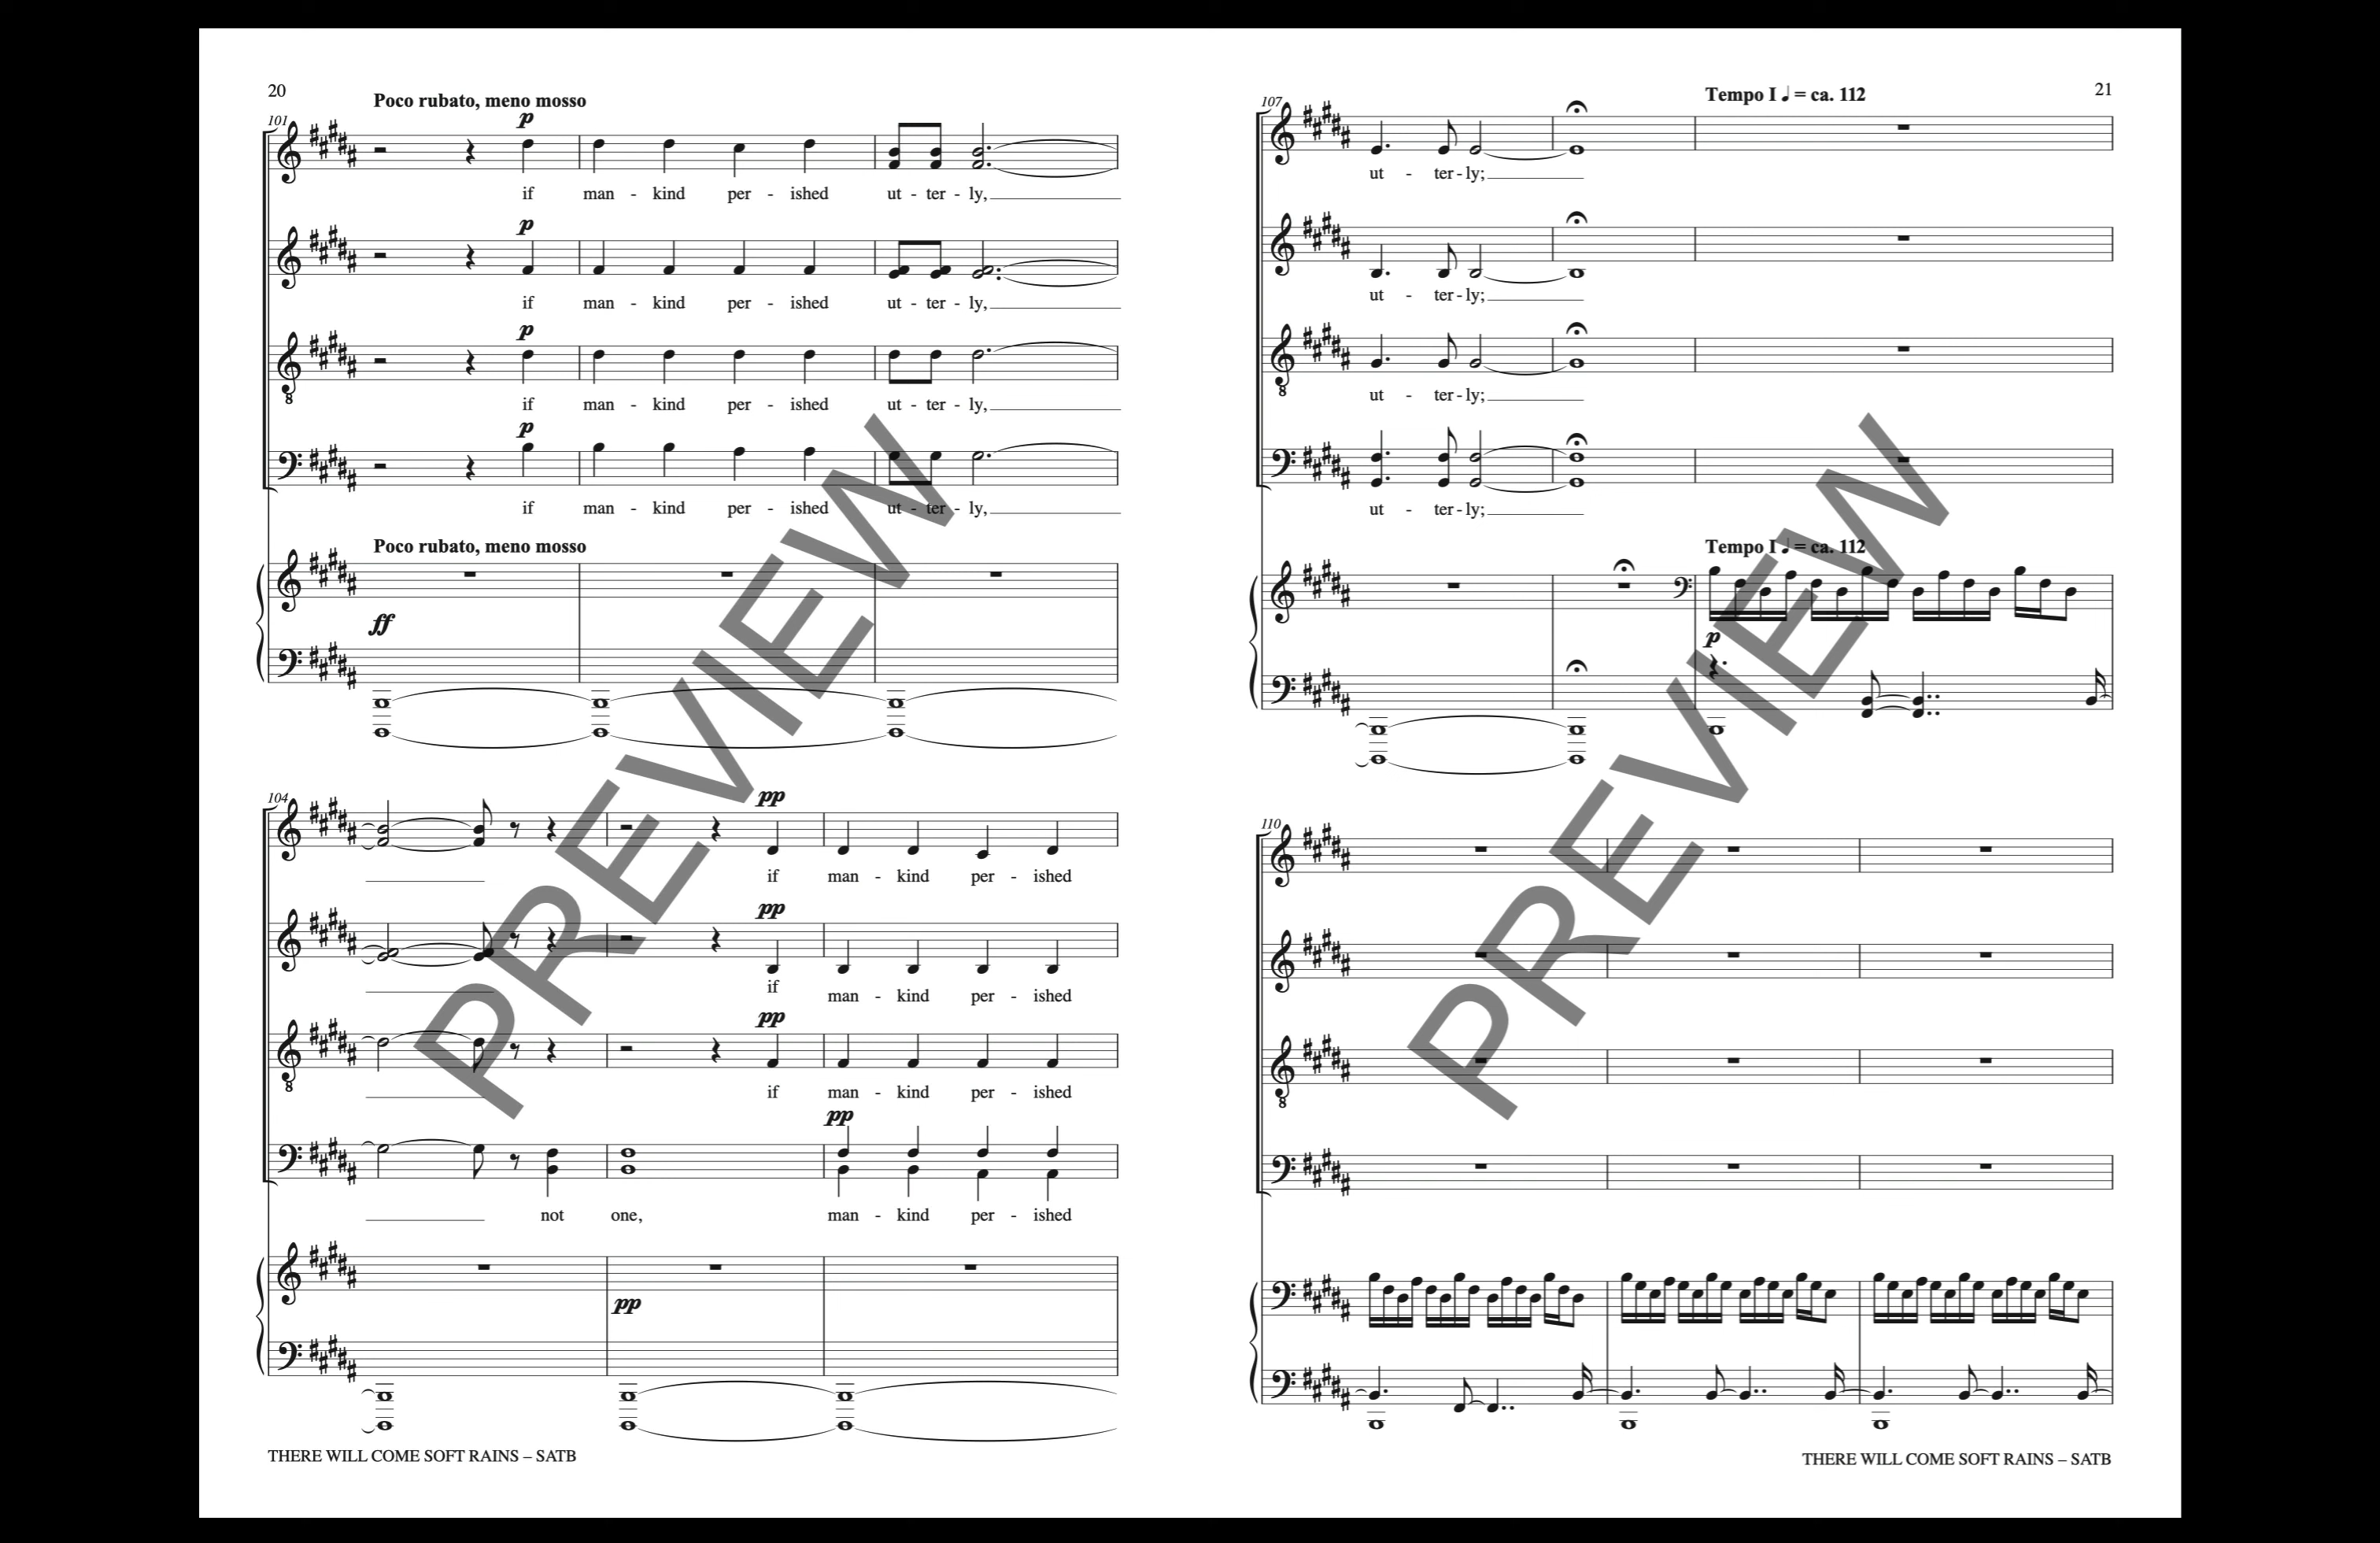 20
Poco rubato, meno mosso
101
p
if man - kind per - ished ut - ter - ly,
p
if man - kind per - ished ut - ter - ly,
p
if man - kind per - ished ut - ter - ly,
p
if man - kind per - ished ut - ter - ly,
Poco rubato, meno mosso
ff
104
pp
if man - kind per - ished
pp
if man - kind per - ished
pp
if man - kind per - ished
pp
not one, man - kind per - ished
pp
THERE WILL COME SOFT RAINS – SATB
PREVIEW
21
Tempo I ♩ = ca. 112
107
ut - ter - ly;
ut - ter - ly;
ut - ter - ly;
ut - ter - ly;
Tempo I ♩ = ca. 112
p
110
THERE WILL COME SOFT RAINS – SATB
PREVIEW